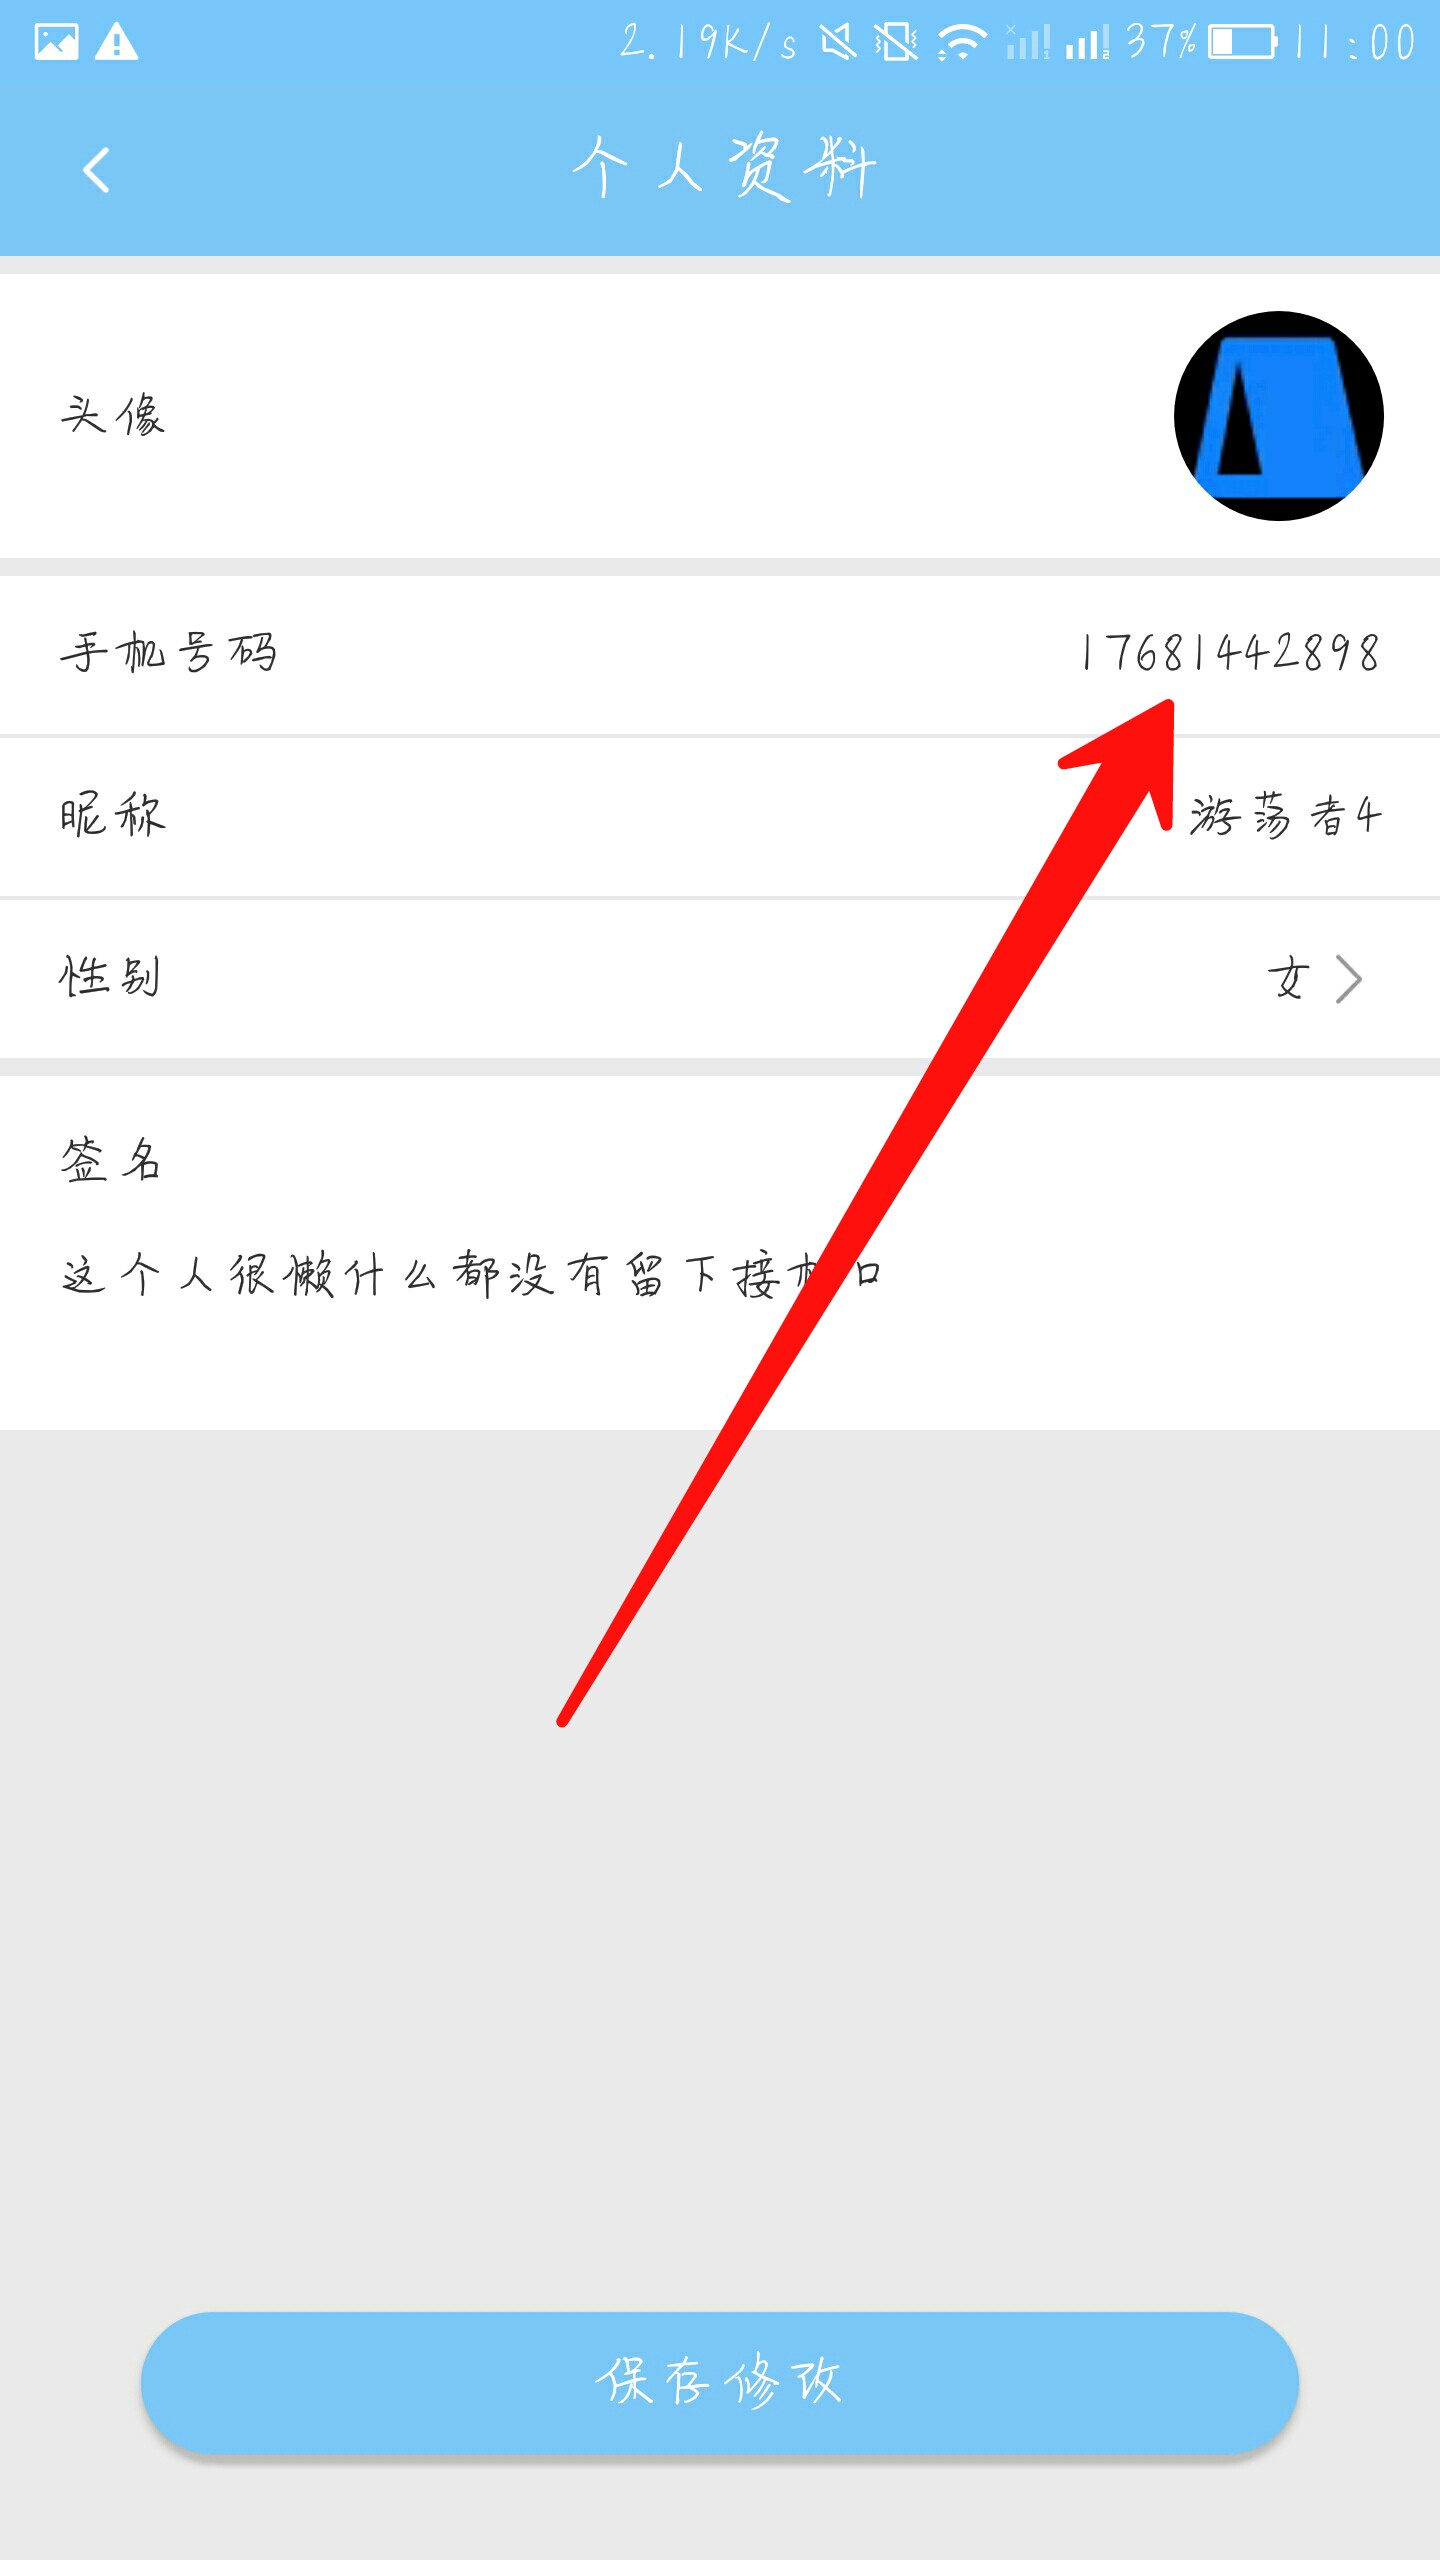 2.19K/s 37% 11:00
个人资料
头像
手机号码 17681442898
昵称 游荡者4
性别 女
签名
这个人很懒什么都没有留下接 口
保存修改